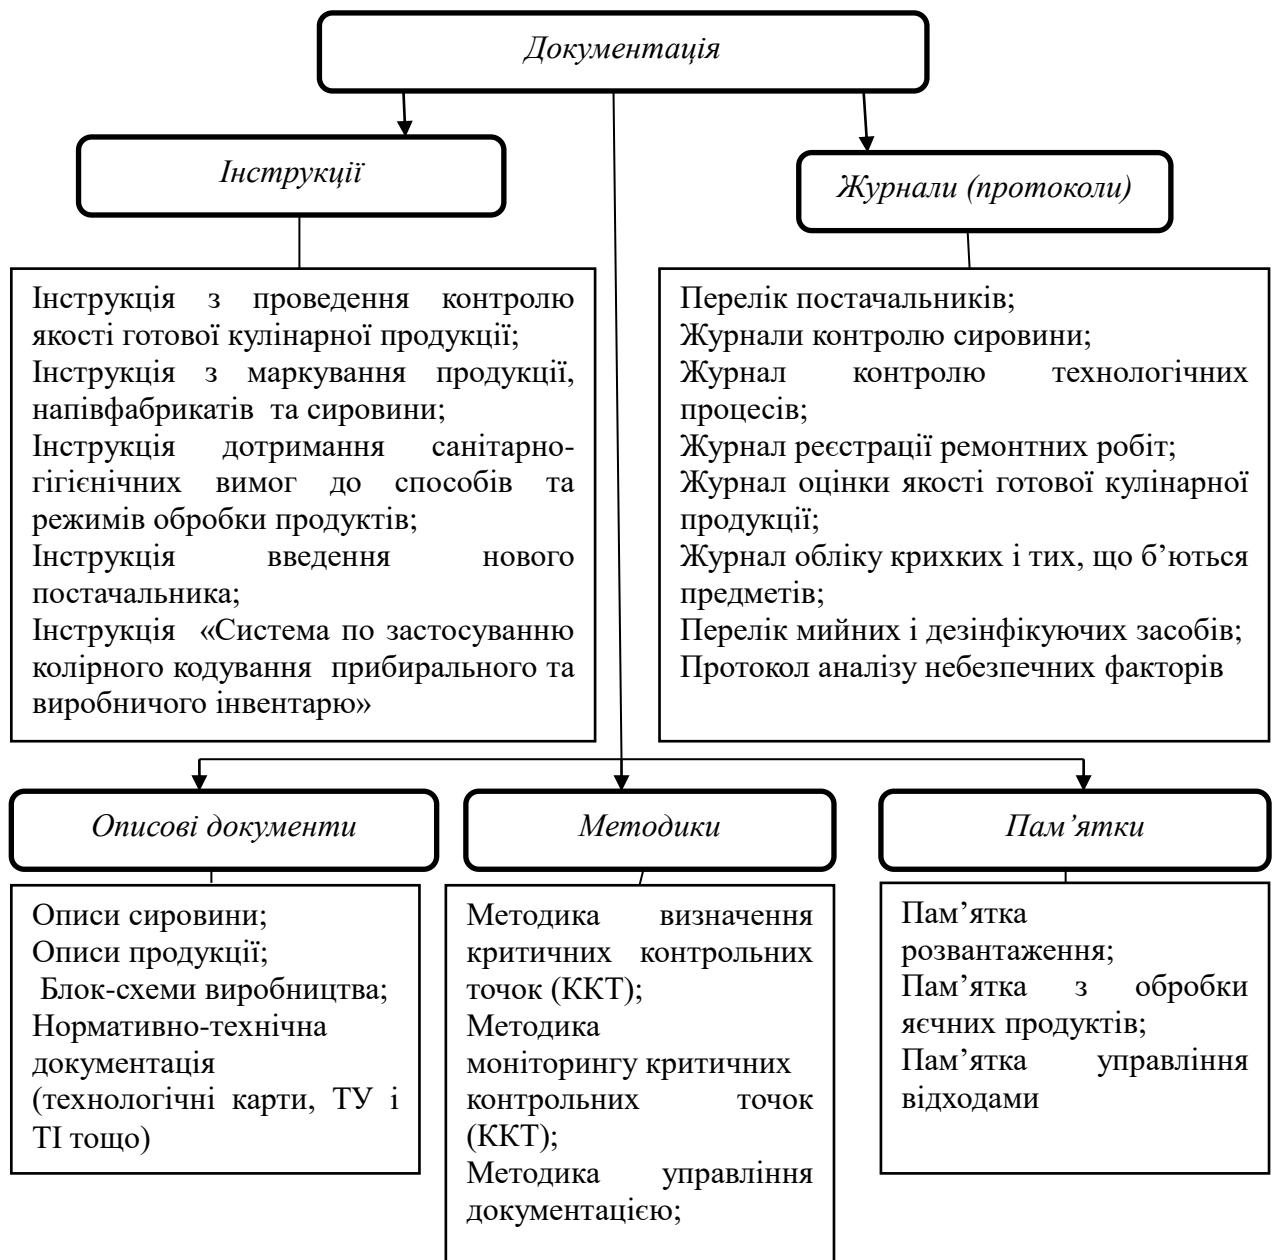 Документація
Інструкції
Журнали (протоколи)
Інструкція з проведення контролю
якості готової кулінарної продукції;
Інструкція з маркування продукції,
напівфабрикатів та сировини;
Інструкція дотримання санітарно-
гігієнічних вимог до способів та
режимів обробки продуктів;
Інструкція введення нового
постачальника;
Інструкція «Система по застосуванню
колірного кодування прибирального та
виробничого інвентарю»
Перелік постачальників;
Журнали контролю сировини;
Журнал контролю технологічних
процесів;
Журнал реєстрації ремонтних робіт;
Журнал оцінки якості готової кулінарної
продукції;
Журнал обліку крихких і тих, що б’ються
предметів;
Перелік мийних і дезінфікуючих засобів;
Протокол аналізу небезпечних факторів
Описові документи
Методики
Пам’ятки
Описи сировини;
Описи продукції;
Блок-схеми виробництва;
Нормативно-технічна
документація
(технологічні карти, ТУ і
ТІ тощо)
Методика визначення
критичних контрольних
точок (ККТ);
Методика
моніторингу критичних
контрольних точок
(ККТ);
Методика управління
документацією;
Пам’ятка
розвантаження;
Пам’ятка з обробки
яєчних продуктів;
Пам’ятка управління
відходами